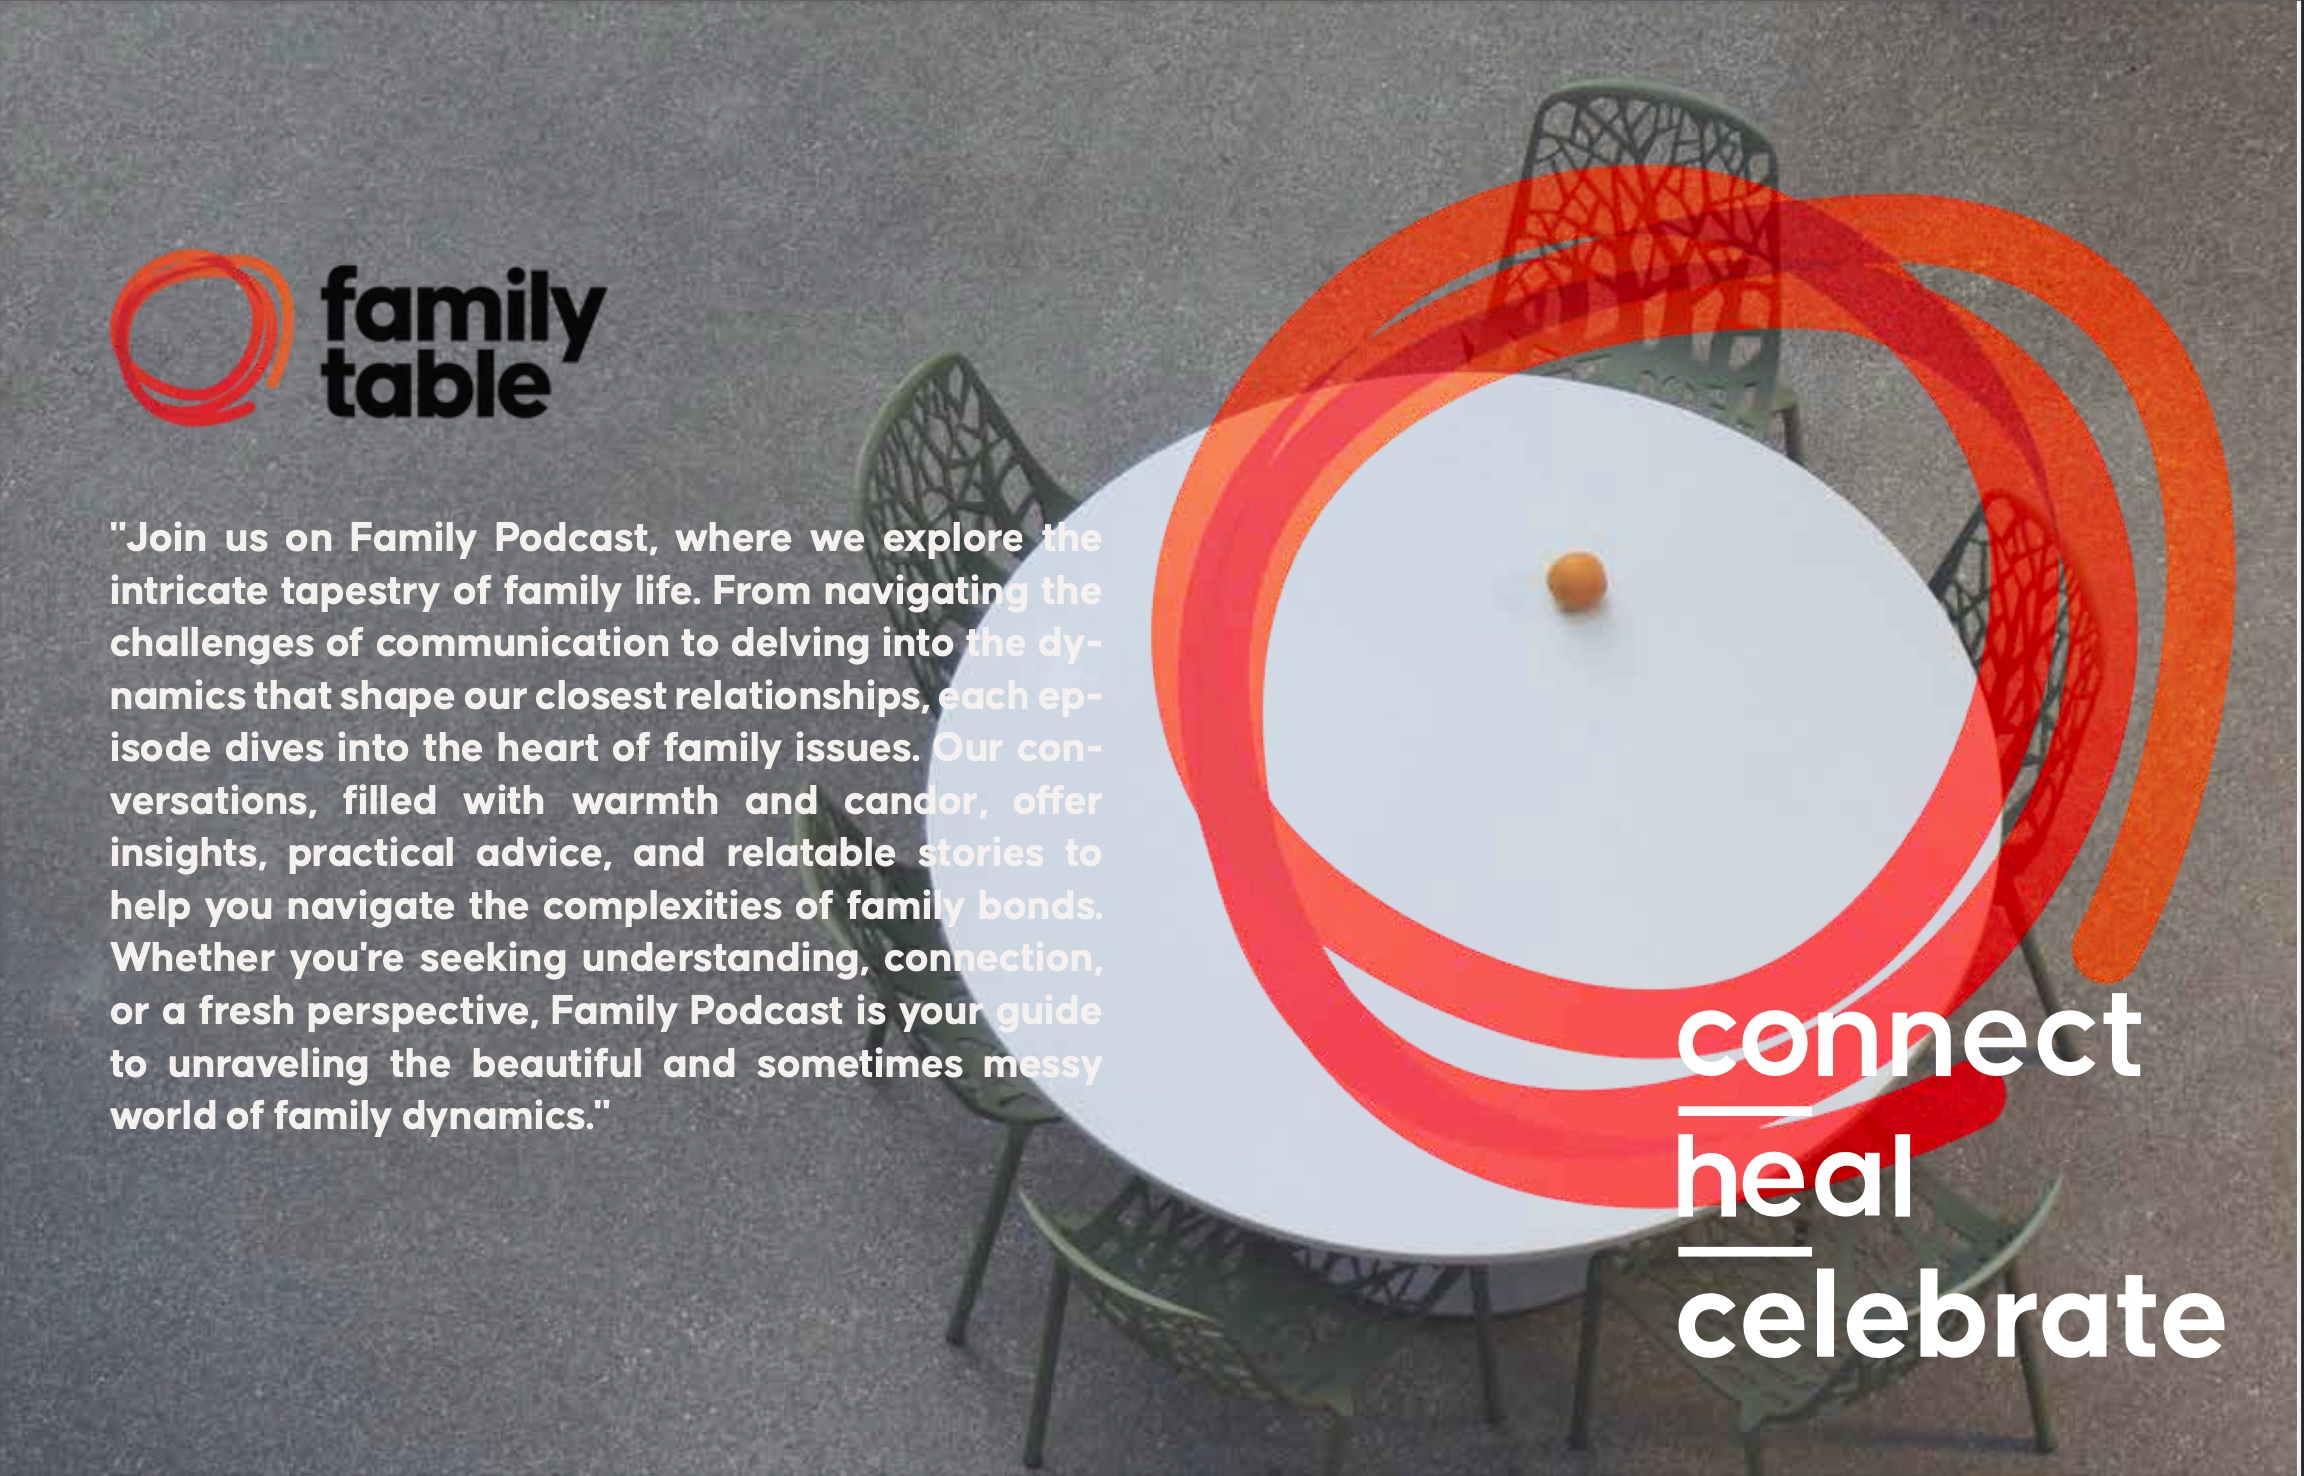 family
table
"Join us on Family Podcast, where we explore the
intricate tapestry of family life. From navigating the
challenges of communication to delving into the dy-
namics that shape our closest relationships, each ep-
isode dives into the heart of family issues. Our con-
versations, filled with warmth and candor, offer
insights, practical advice, and relatable stories to
help you navigate the complexities of family bonds.
Whether you're seeking understanding, connection,
or a fresh perspective, Family Podcast is your guide
to unraveling the beautiful and sometimes messy
world of family dynamics."
connect
heal
celebrate